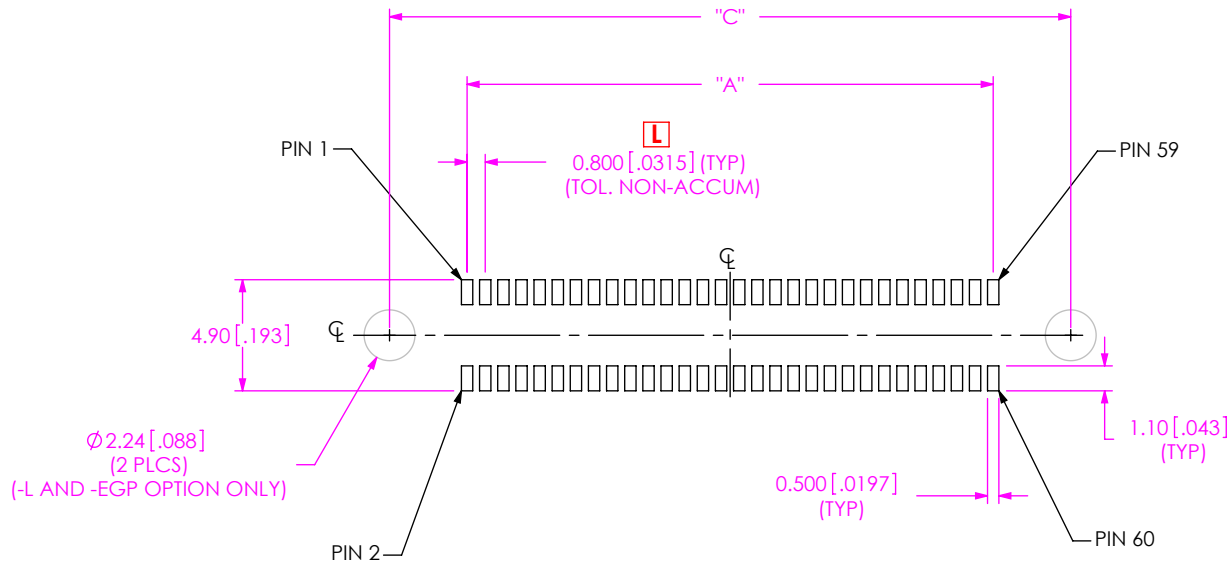 "C"
"A"
L
PIN 1
0.800 [.0315] (TYP)
(TOL. NON-ACCUM)
PIN 59
℄
4.90 [.193]
℄
Ø 2.24 [.088]
(2 PLCS)
(-L AND -EGP OPTION ONLY)
1.10 [.043]
(TYP)
0.500 [.0197]
(TYP)
PIN 2
PIN 60